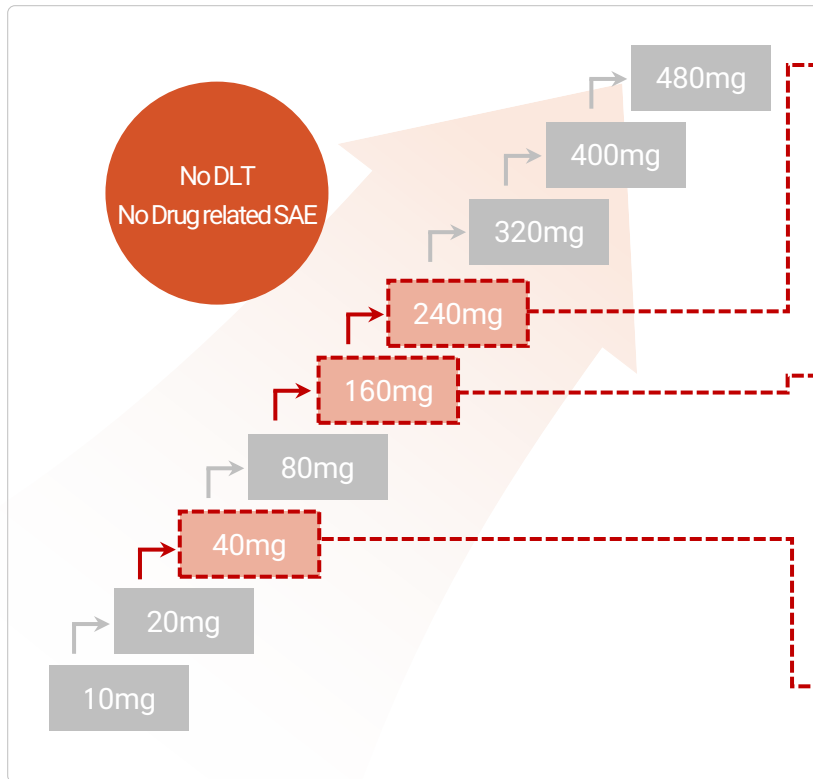 480mg
400mg
No DLT
No Drug related SAE
320mg
240mg
160mg
80mg
40mg
20mg
10mg